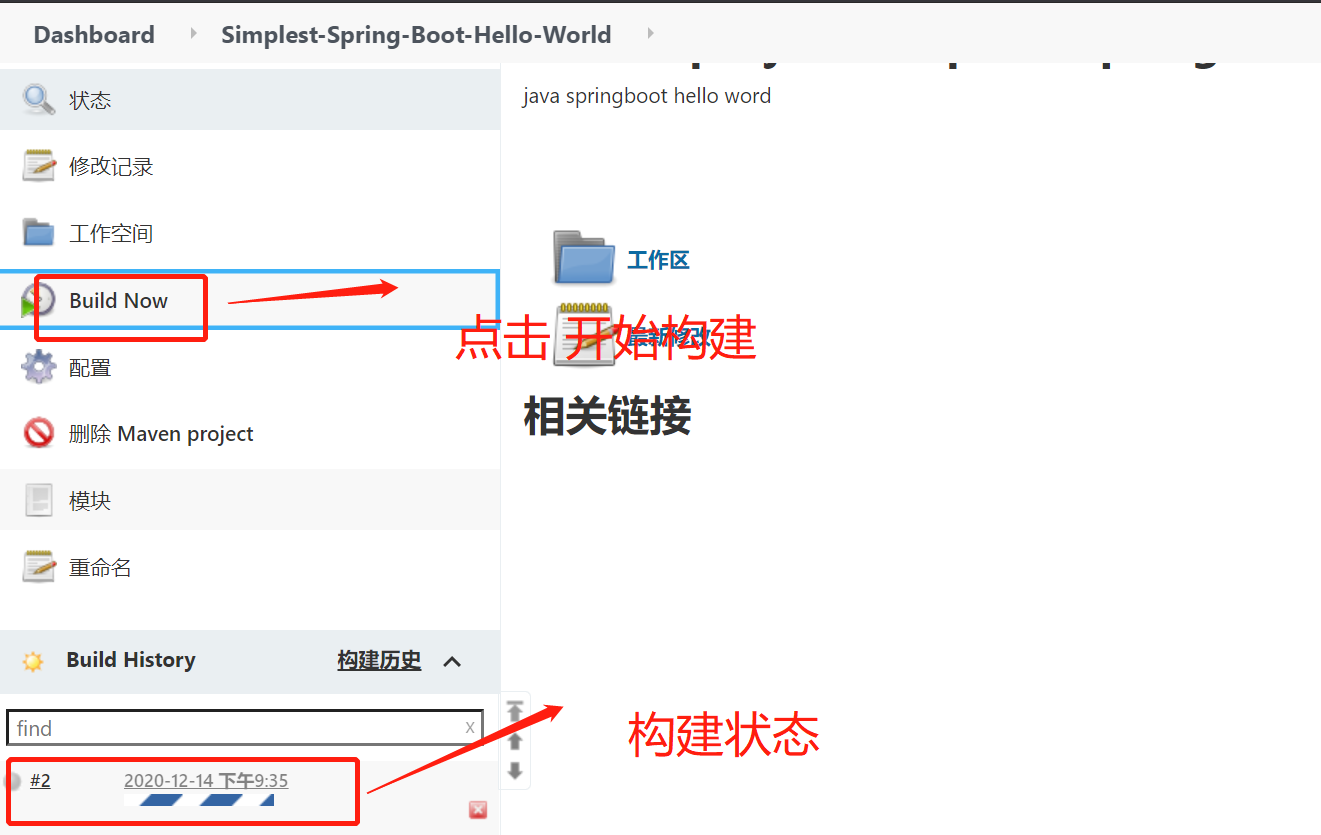 Dashboard
Simplest-Spring-Boot-Hello-World
状态
修改记录
工作空间
Build Now
配置
删除 Maven project
模块
重命名
Build History
构建历史
find
x
#2
2020-12-14 下午9:35
java springboot hello word
工作区
点击 开始构建
最新修改
相关链接
构建状态